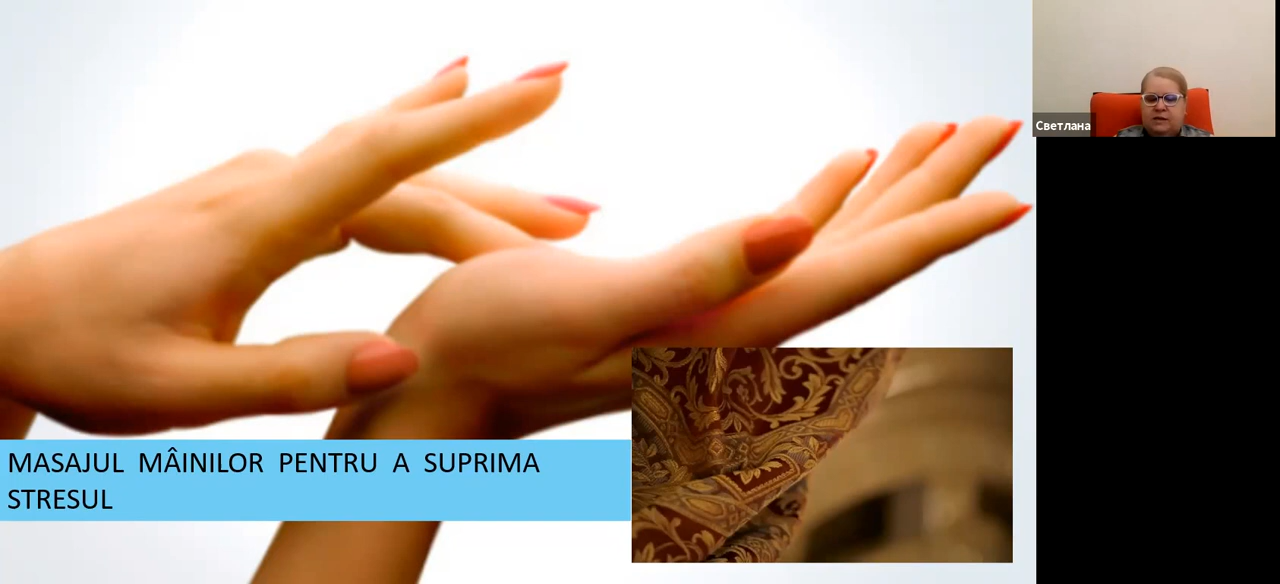 MASAJUL MÂINILOR PENTRU A SUPRIMA
STRESUL
Светлана